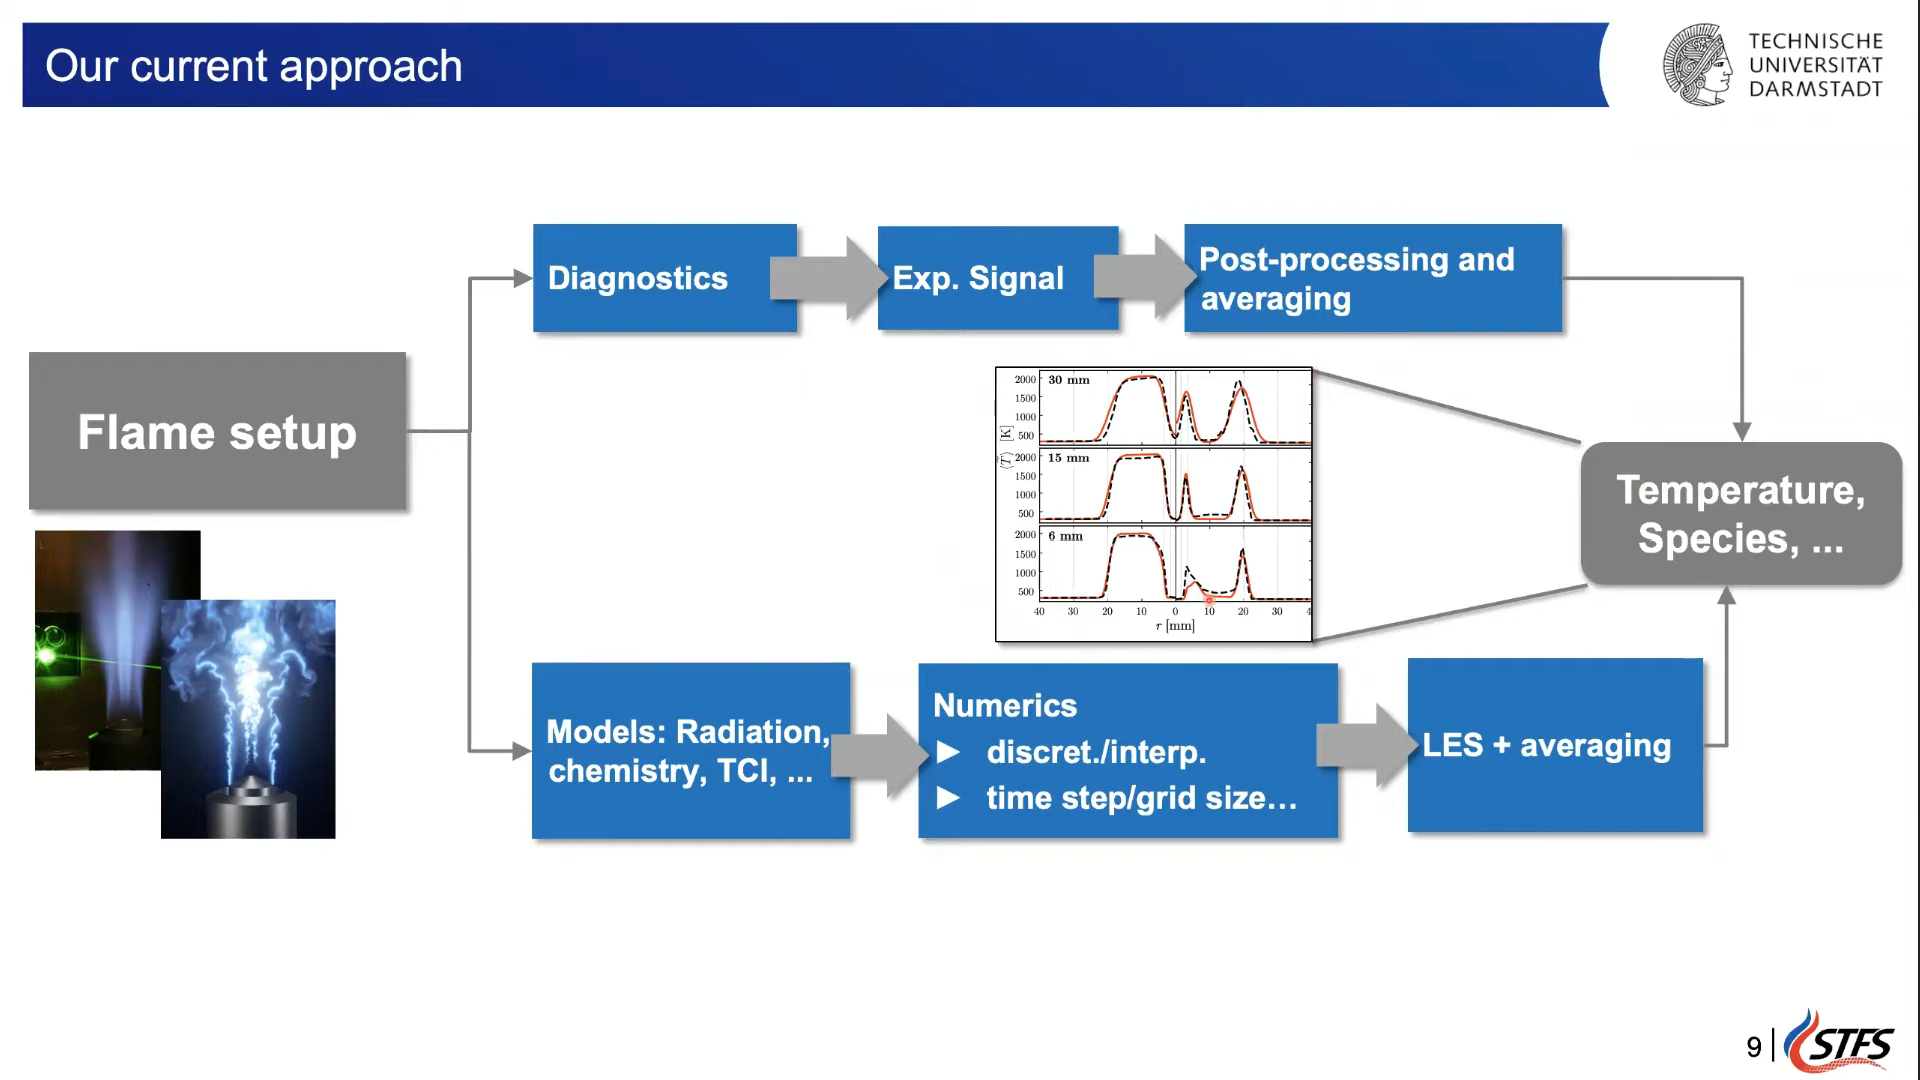 Our current approach
TECHNISCHE
UNIVERSITÄT
DARMSTADT
Diagnostics
Exp. Signal
Post-processing and
averaging
Flame setup
30 mm
2000
1500
1000
500
15 mm
2000
1500
1000
500
6 mm
2000
1500
1000
500
⟨T̃⟩ [K]
40 30 20 10 0 10 20 30 4
r [mm]
Temperature,
Species, ...
Models: Radiation,
chemistry, TCI, ...
Numerics
► discret./interp.
► time step/grid size...
LES + averaging
9 |
STFS